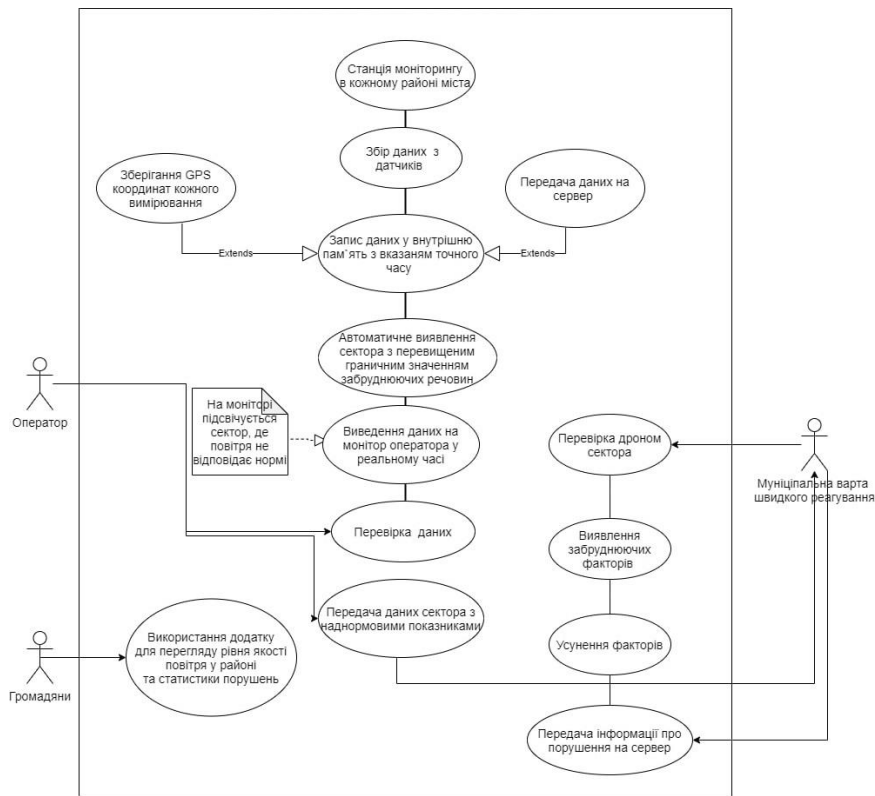 Станція моніторингу
в кожному районі міста
Збір даних з
датчиків
Зберігання GPS
координат кожного
вимірювання
Передача даних на
сервер
Extends
Запис даних у внутрішню
пам`ять з вказаням точного
часу
Extends
Автоматичне виявлення
сектора з перевищеним
граничним значенням
забруднюючих речовин
Оператор
На моніторі
підсвічується
сектор, де
повітря не
відповідає нормі
Виведення даних на
монітор оператора у
реальному часі
Перевірка дроном
сектора
Муніціпальна варта
швидкого реагування
Перевірка даних
Виявлення
забруднюючих
факторів
Передача даних сектора з
наднормовими показниками
Використання додатку
для перегляду рівня якості
повітря у районі
та статистики порушень
Усунення факторів
Громадяни
Передача інформації про
порушення на сервер